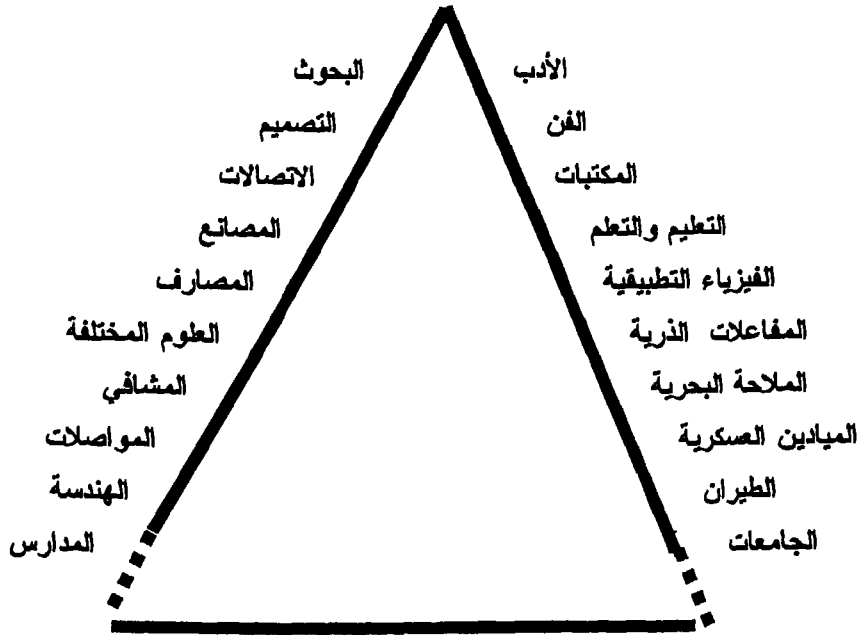 الأدب
الفن
المكتبات
التعليم والتعلم
الفيزياء التطبيقية
المفاعلات الذرية
الملاحة البحرية
الميادين العسكرية
الطيران
الجامعات
البحوث
التصميم
الاتصالات
المصانع
المصارف
العلوم المختلفة
المشافي
المواصلات
الهندسة
المدارس